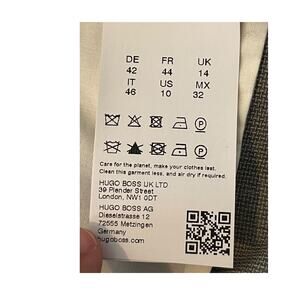 DE FR UK
42 44 14
IT US MX
46 10 32
Care for the planet, make your clothes last.
Clean this garment less, and air dry if required.
HUGO BOSS UK LTD
39 Plender Street
London, NW1 0DT
HUGO BOSS AG
Dieselstrasse 12
72555 Metzingen
Germany
hugoboss.com